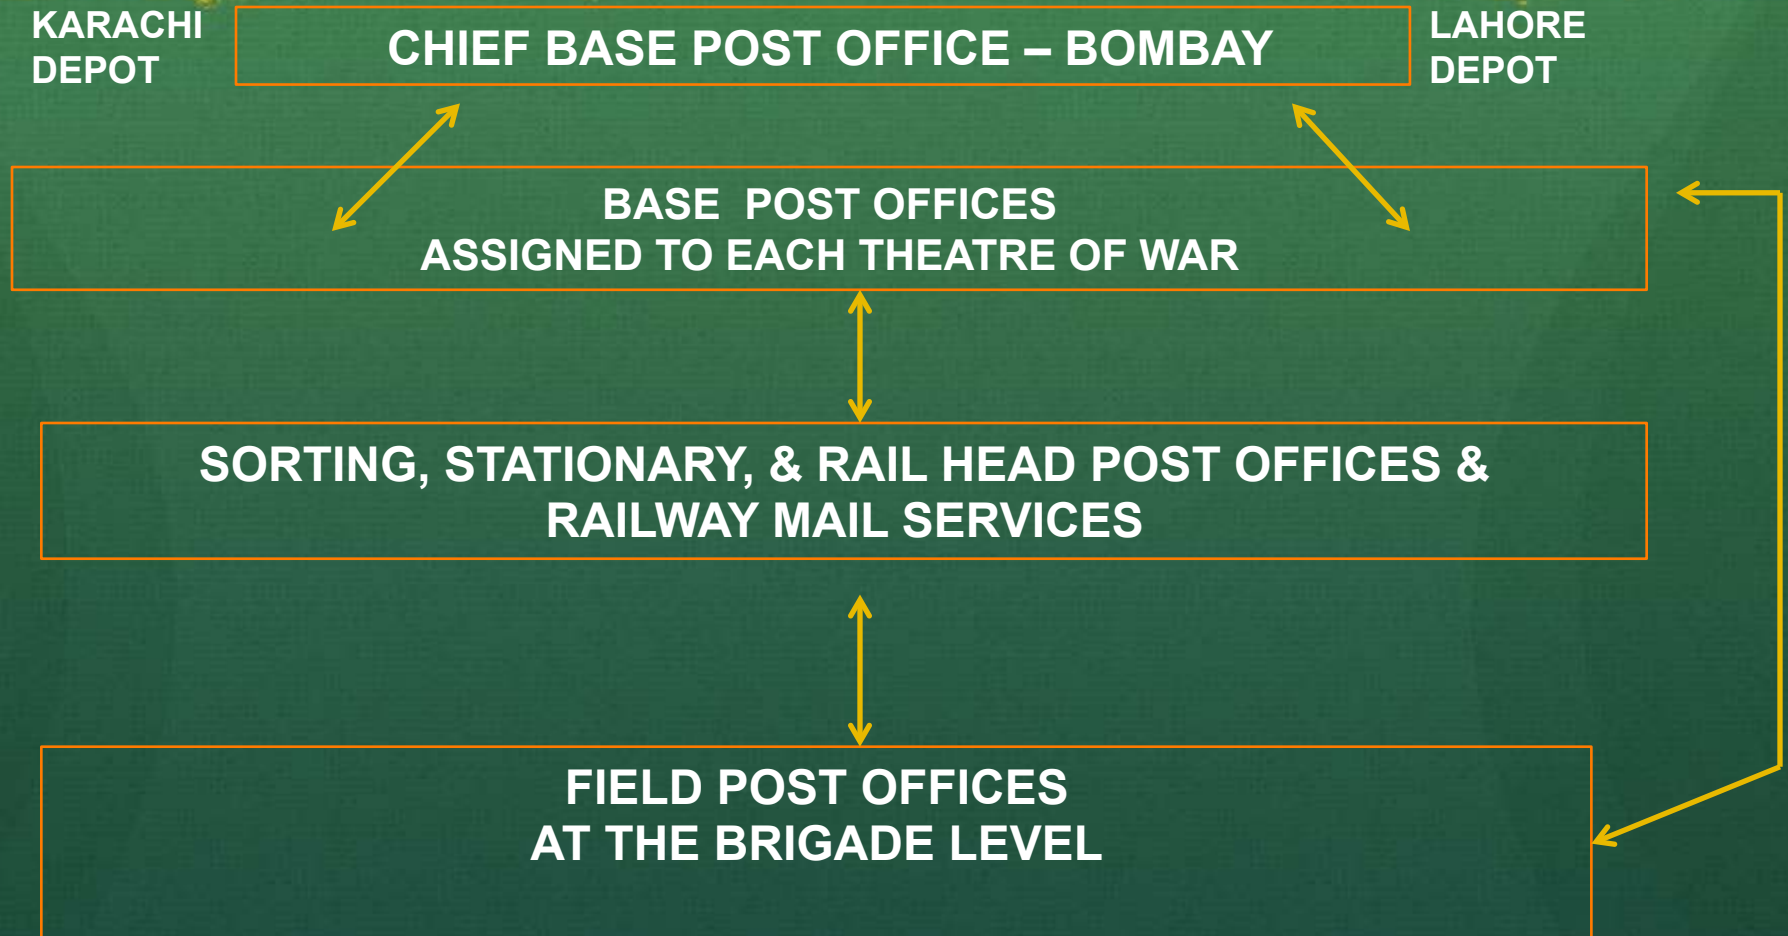 KARACHI
DEPOT
CHIEF BASE POST OFFICE – BOMBAY
LAHORE
DEPOT
BASE POST OFFICES
ASSIGNED TO EACH THEATRE OF WAR
SORTING, STATIONARY, & RAIL HEAD POST OFFICES &
RAILWAY MAIL SERVICES
FIELD POST OFFICES
AT THE BRIGADE LEVEL